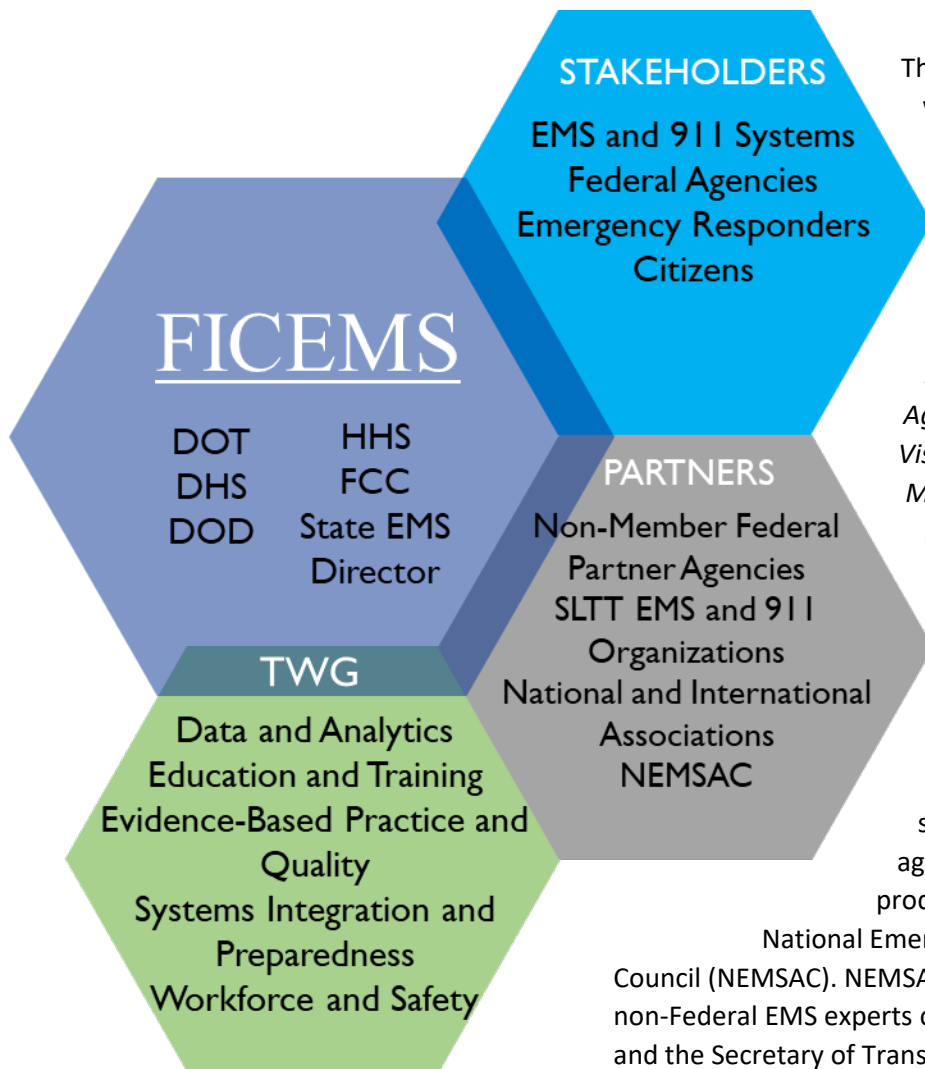 STAKEHOLDERS
EMS and 911 Systems
Federal Agencies
Emergency Responders
Citizens
FICEMS
DOT
DHS
DOD
HHS
FCC
State EMS
Director
PARTNERS
Non-Member Federal
Partner Agencies
SLTT EMS and 911
Organizations
National and International
Associations
NEMSAC
TWG
Data and Analytics
Education and Training
Evidence-Based Practice and
Quality
Systems Integration and
Preparedness
Workforce and Safety
National
Council (NEMSAC).
non-Federal EMS experts
and the Secretary of